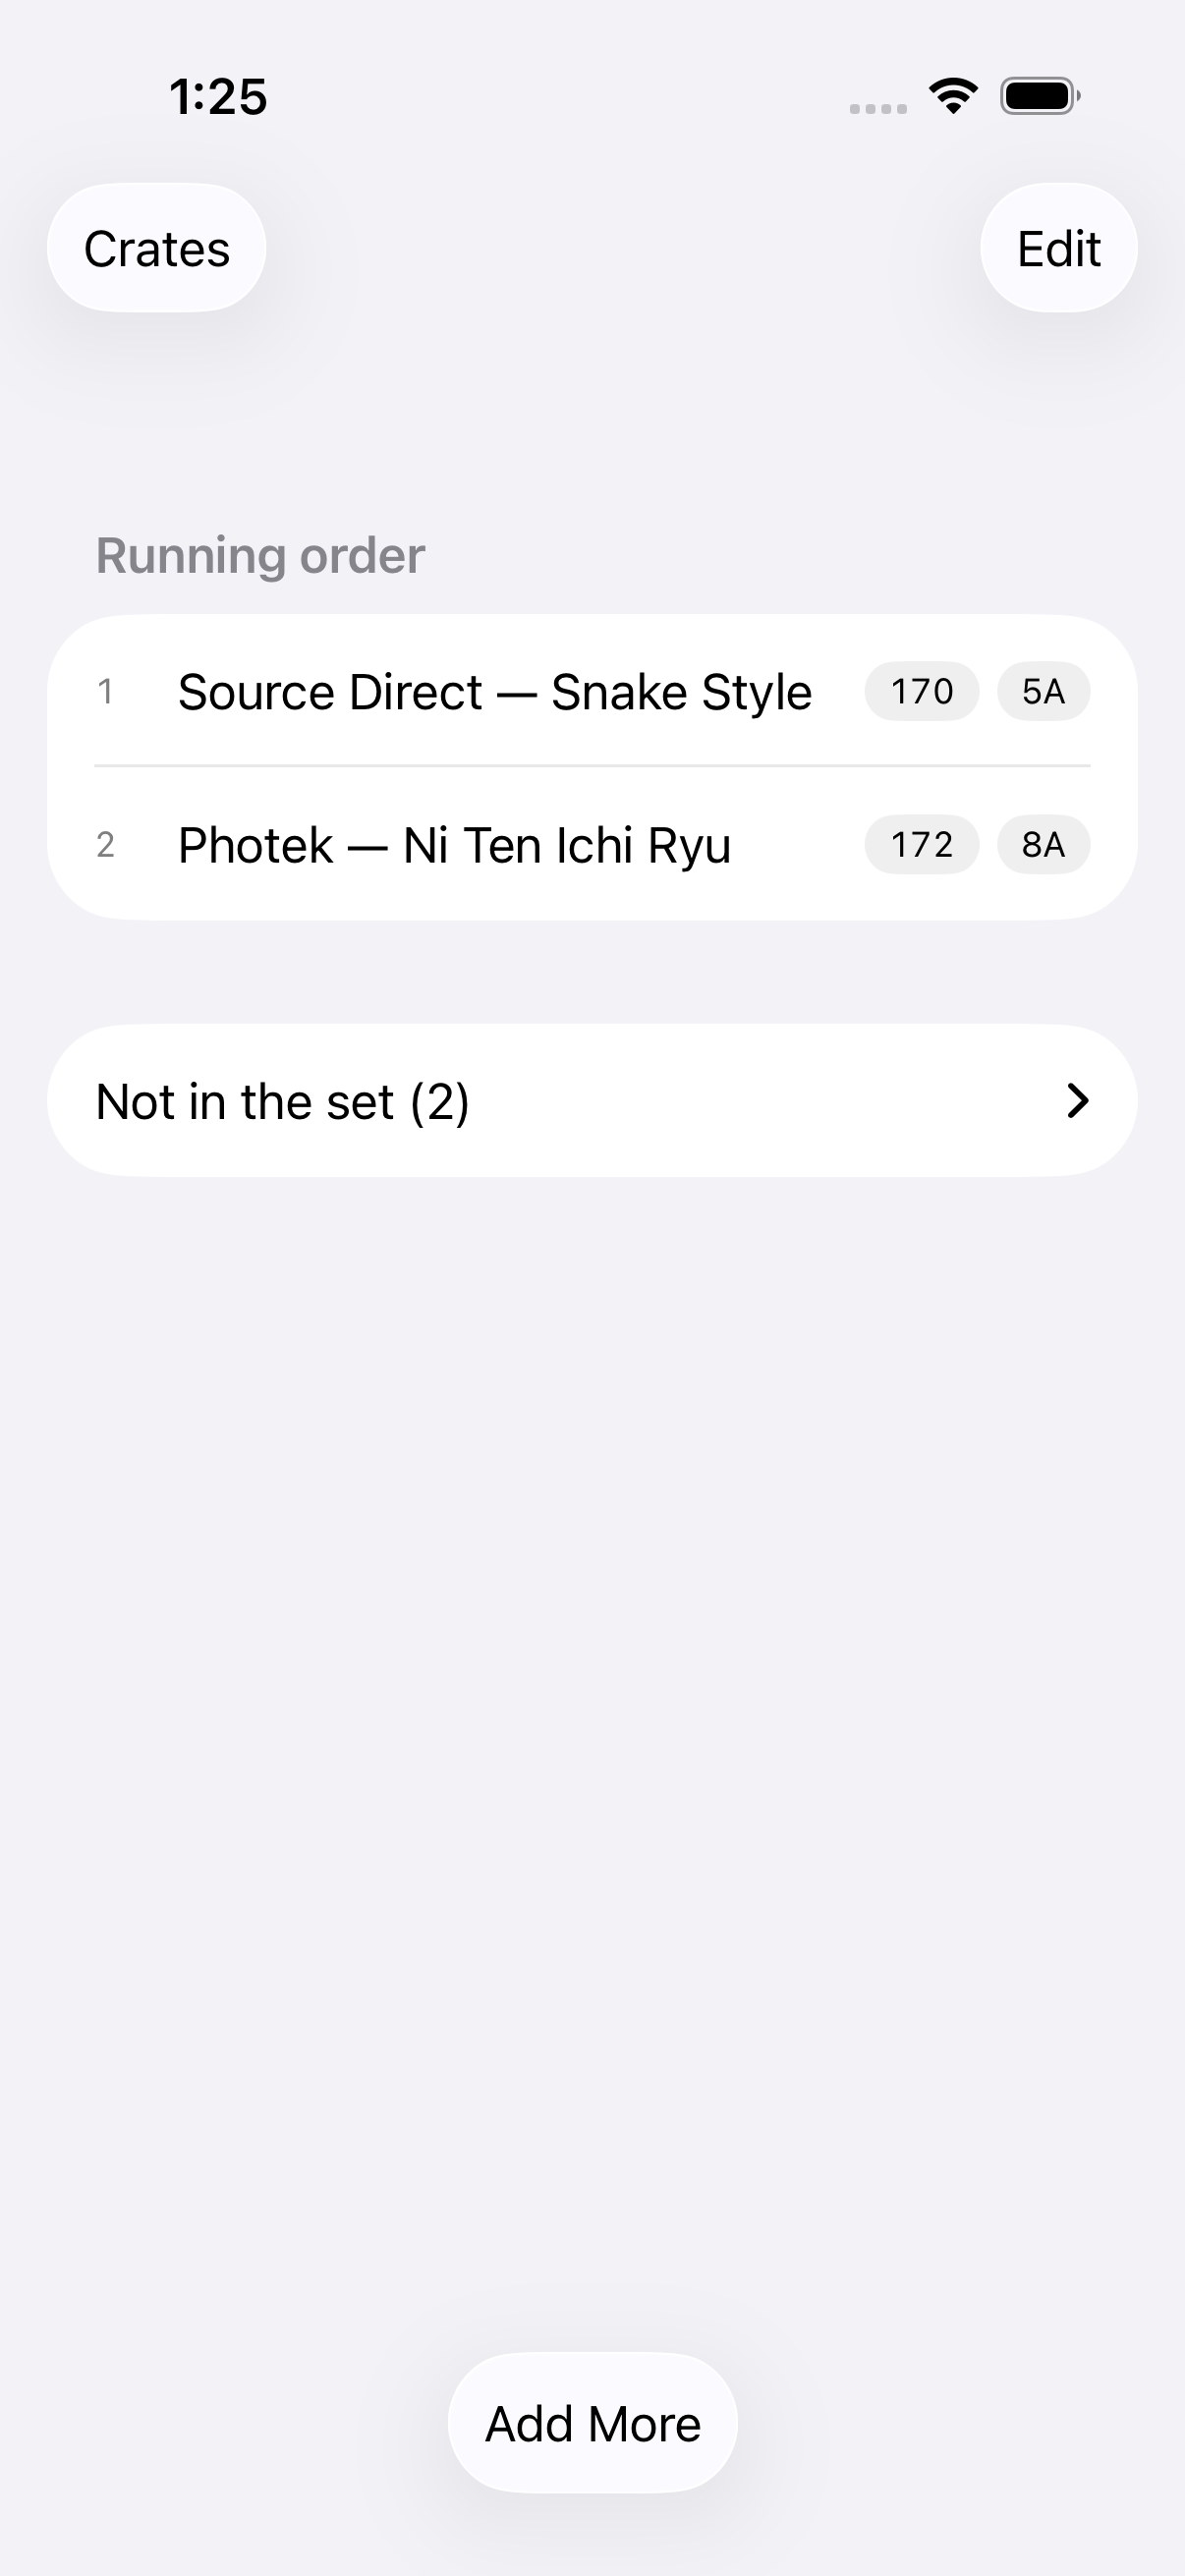 1:25
Crates
Edit
Running order
1 Source Direct — Snake Style 170 5A
2 Photek — Ni Ten Ichi Ryu 172 8A
Not in the set (2)
Add More